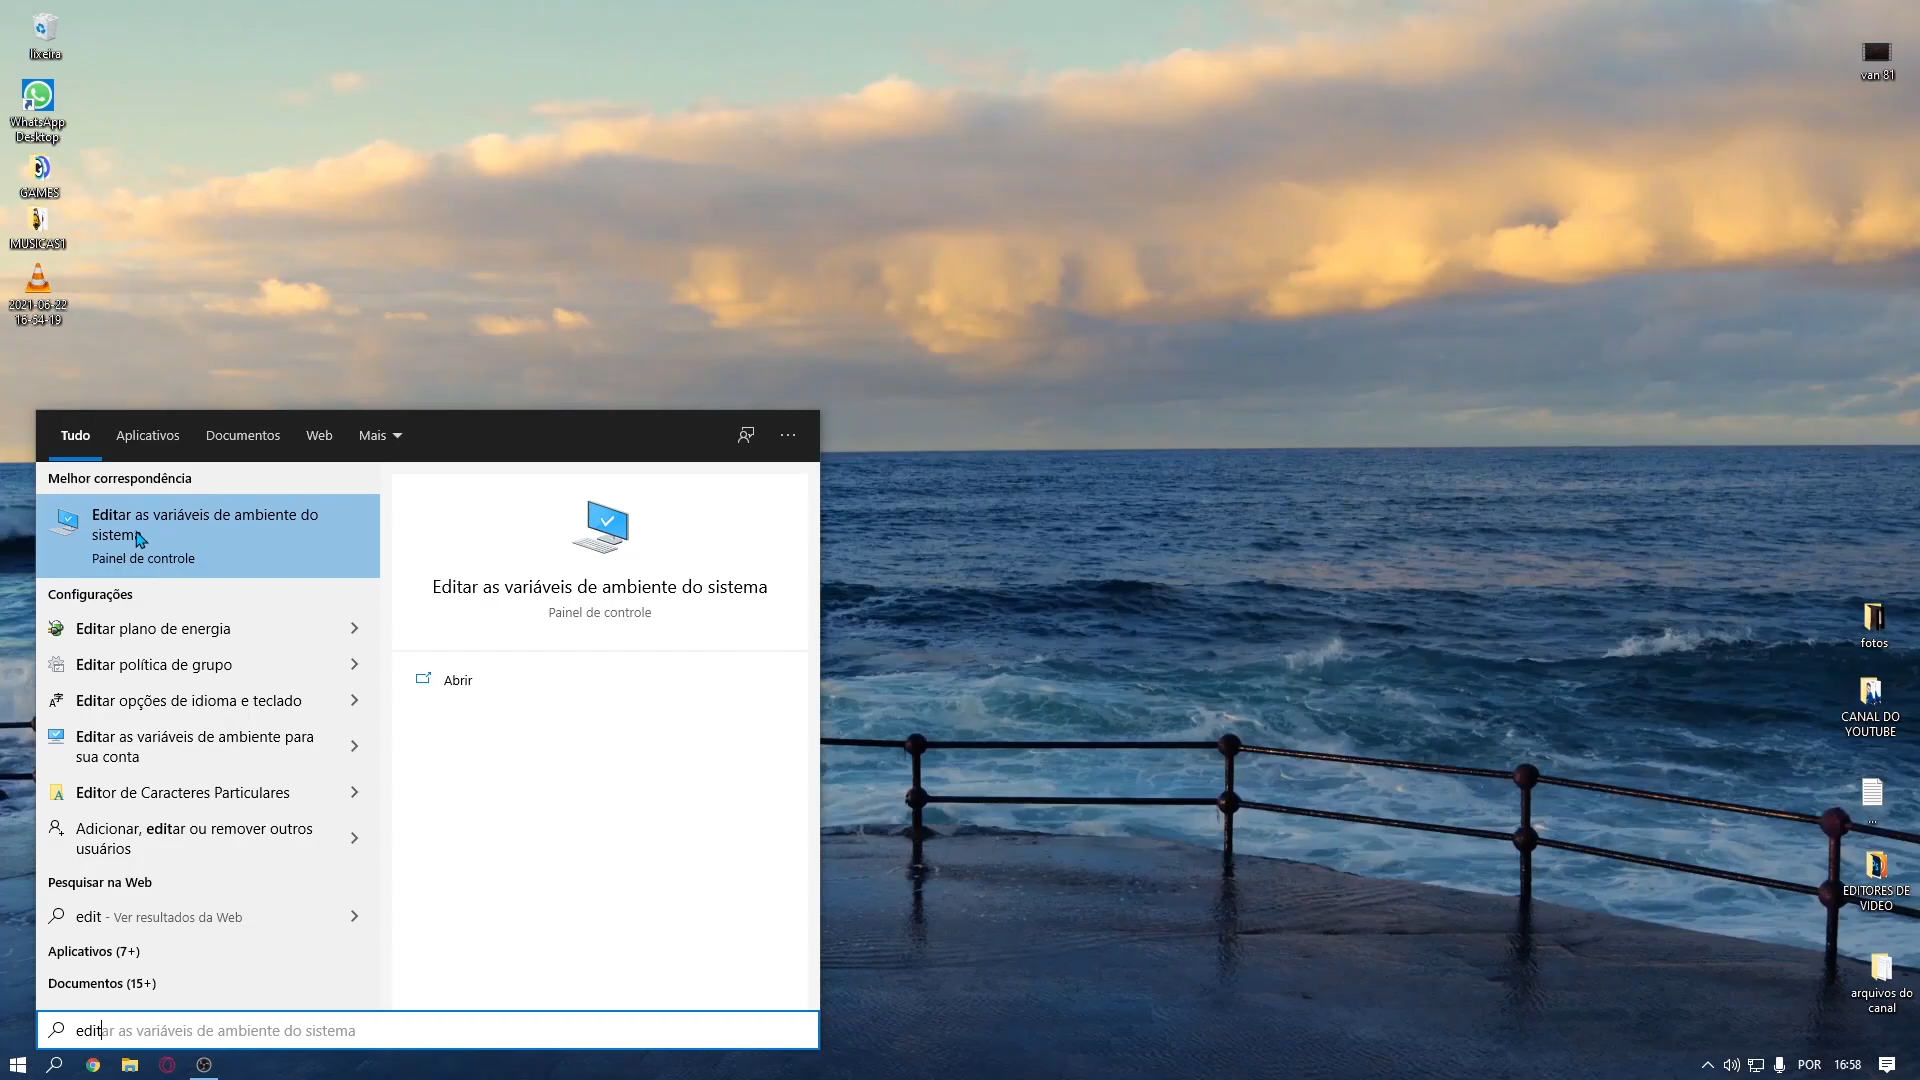 lixeira
WhatsApp
Desktop
GAMES
MUSICAS1
2021-06-22
16-54-19
van 81
fotos
CANAL DO
YOUTUBE
...
EDITORES DE
VIDEO
arquivos do
canal
Tudo
Aplicativos
Documentos
Web
Mais
Melhor correspondência
Editar as variáveis de ambiente do
sistema
Painel de controle
Configurações
Editar plano de energia
Editar política de grupo
Editar opções de idioma e teclado
Editar as variáveis de ambiente para
sua conta
Editor de Caracteres Particulares
Adicionar, editar ou remover outros
usuários
Pesquisar na Web
edit - Ver resultados da Web
Aplicativos (7+)
Documentos (15+)
Editar as variáveis de ambiente do sistema
Painel de controle
Abrir
editar as variáveis de ambiente do sistema
POR
16:58